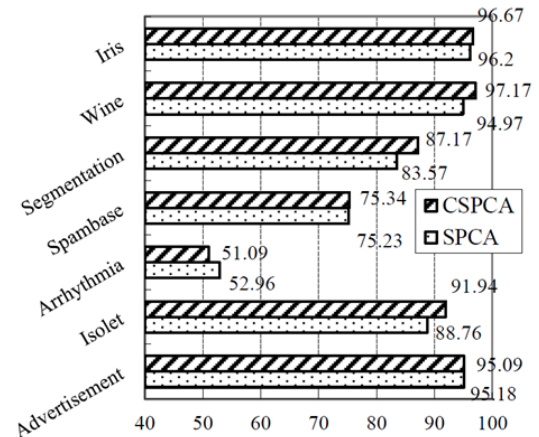 96.67
Iris
96.2
Wine
97.17
94.97
87.17
Segmentation
83.57
Spambase
75.34
75.23
CSPCA
SPCA
Arrhythmia
51.09
52.96
91.94
Isolet
88.76
Advertisement
95.09
95.18
40 50 60 70 80 90 100